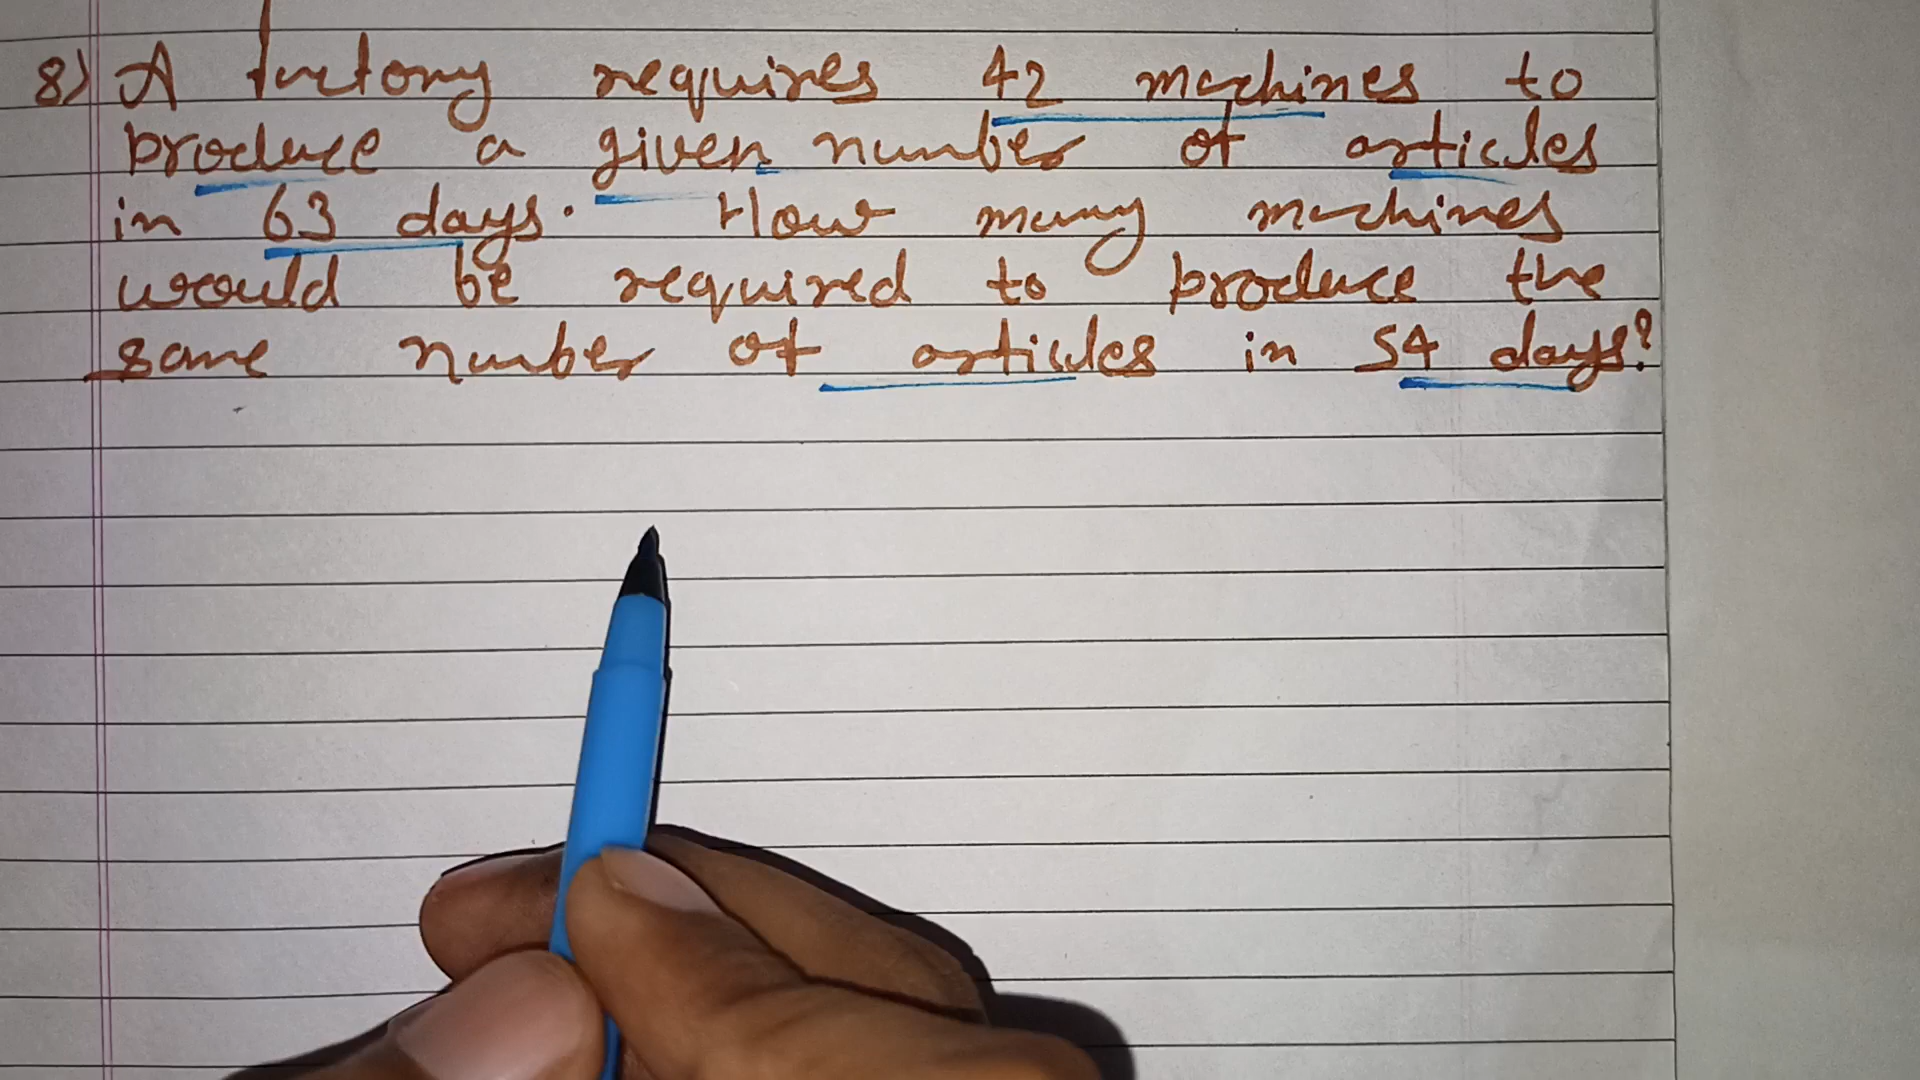 8) A factory requires 42 machines to
produce a given number of articles
in 63 days. How many machines
would be required to produce the
same number of articles in 54 days?